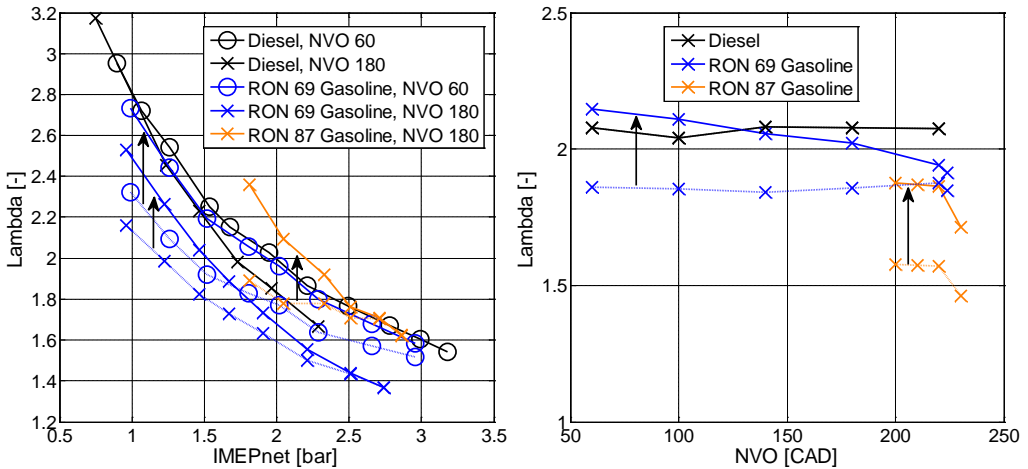 3.2
3
2.8
2.6
2.4
2.2
2
1.8
1.6
1.4
1.2
Lambda [-]
0.5 1 1.5 2 2.5 3 3.5
IMEPnet [bar]
Diesel, NVO 60
Diesel, NVO 180
RON 69 Gasoline, NVO 60
RON 69 Gasoline, NVO 180
RON 87 Gasoline, NVO 180
2.5
2
1.5
1
Lambda [-]
50 100 150 200 250
NVO [CAD]
Diesel
RON 69 Gasoline
RON 87 Gasoline